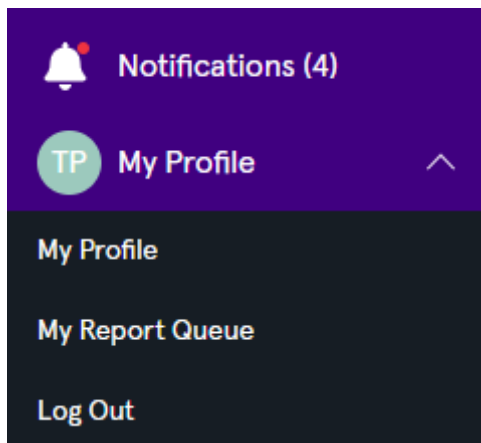 Notifications (4)
TP My Profile
My Profile
My Report Queue
Log Out